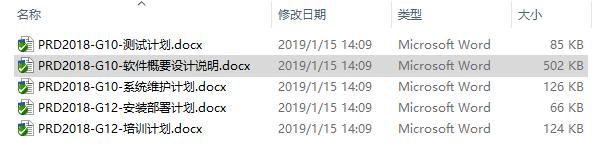 名称 修改日期 类型 大小
PRD2018-G10-测试计划.docx 2019/1/15 14:09 Microsoft Word 85 KB
PRD2018-G10-软件概要设计说明.docx 2019/1/15 14:09 Microsoft Word 502 KB
PRD2018-G10-系统维护计划.docx 2019/1/15 14:09 Microsoft Word 126 KB
PRD2018-G12-安装部署计划.docx 2019/1/15 14:09 Microsoft Word 66 KB
PRD2018-G12-培训计划.docx 2019/1/15 14:09 Microsoft Word 124 KB